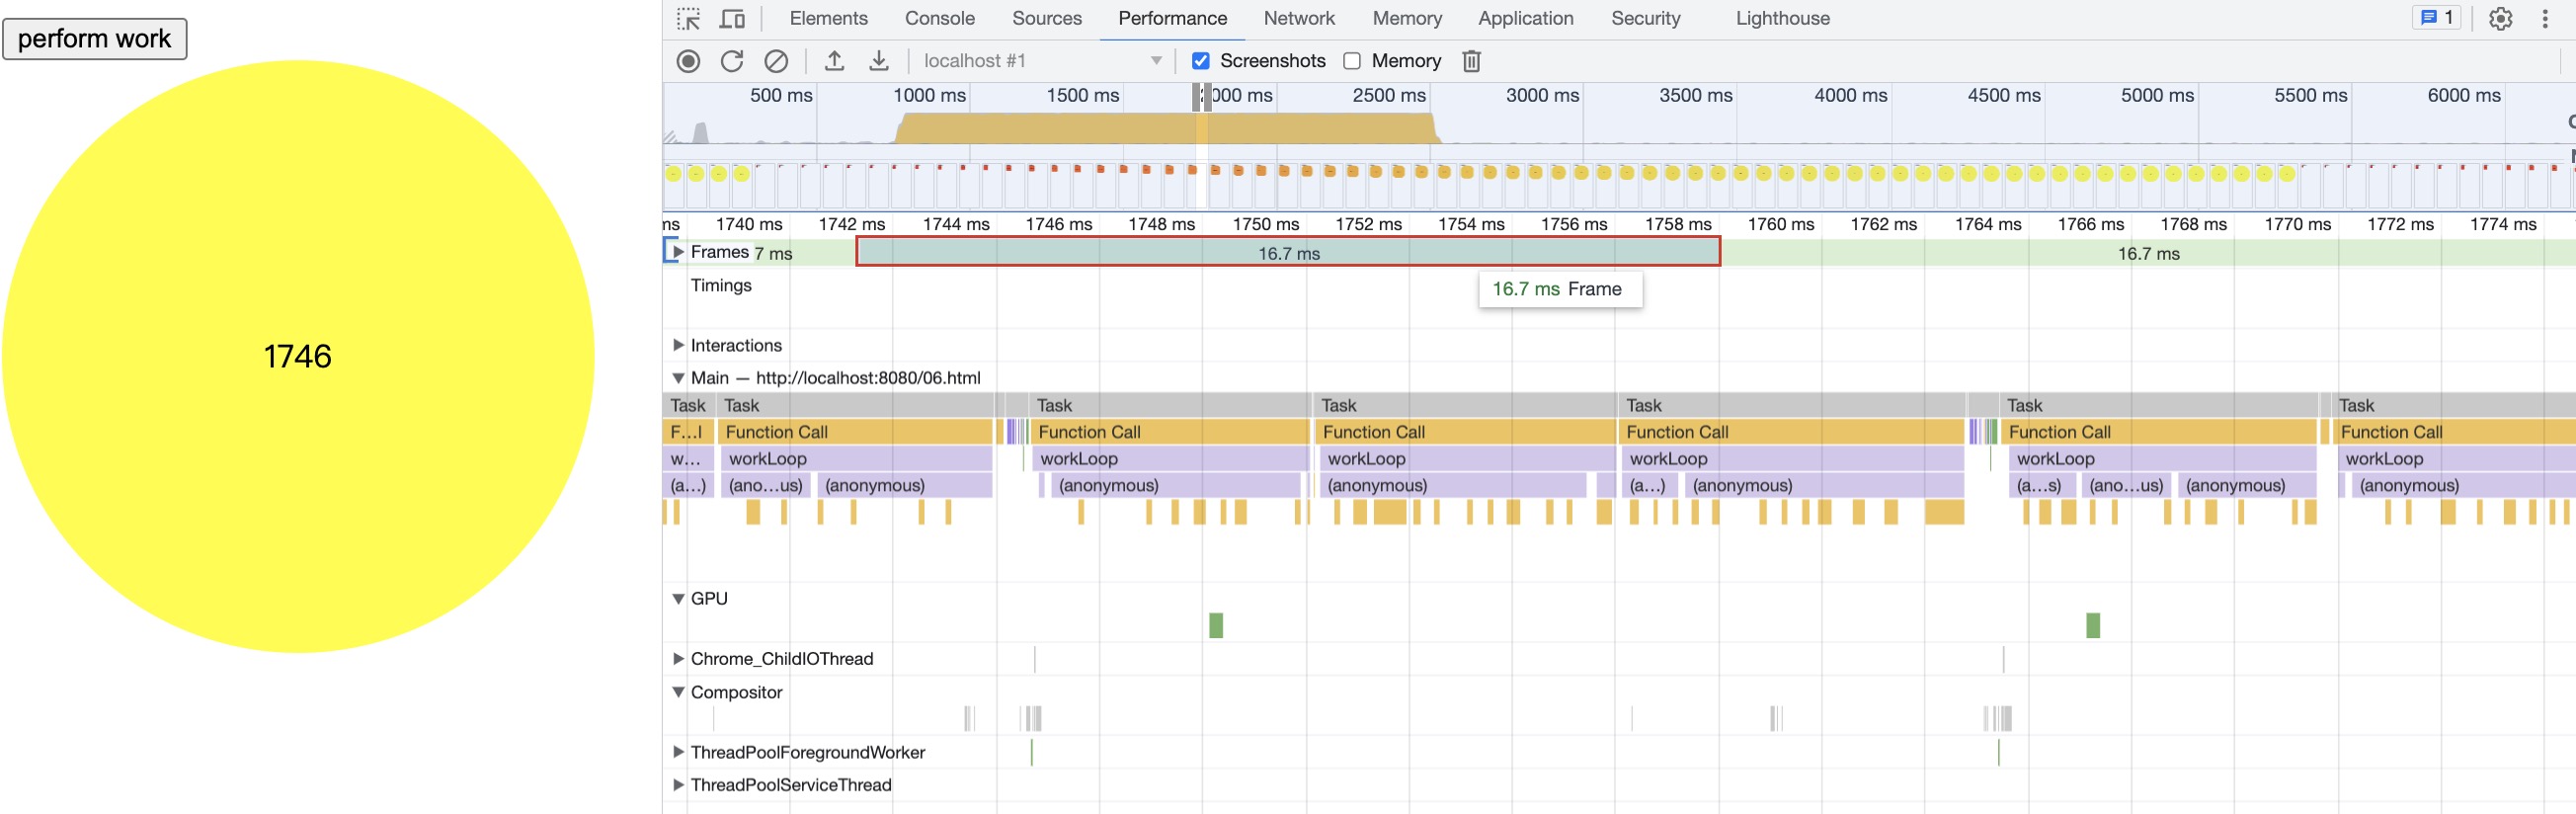 perform work
1746
Elements Console Sources Performance Network Memory Application Security Lighthouse 1
localhost #1 Screenshots Memory
500 ms 1000 ms 1500 ms 000 ms 2500 ms 3000 ms 3500 ms 4000 ms 4500 ms 5000 ms 5500 ms 6000 ms
ms 1740 ms 1742 ms 1744 ms 1746 ms 1748 ms 1750 ms 1752 ms 1754 ms 1756 ms 1758 ms 1760 ms 1762 ms 1764 ms 1766 ms 1768 ms 1770 ms 1772 ms 1774 ms
Frames 7 ms 16.7 ms 16.7 ms
Timings 16.7 ms Frame
Interactions
Main — http://localhost:8080/06.html
Task Task Task Task Task Task Task
F...l Function Call Function Call Function Call Function Call Function Call Function Call
w... workLoop workLoop workLoop workLoop workLoop workLoop
(a...) (ano...us) (anonymous) (anonymous) (anonymous) (a...) (anonymous) (a...s) (ano...us) (anonymous) (anonymous)
GPU
Chrome_ChildIOThread
Compositor
ThreadPoolForegroundWorker
ThreadPoolServiceThread